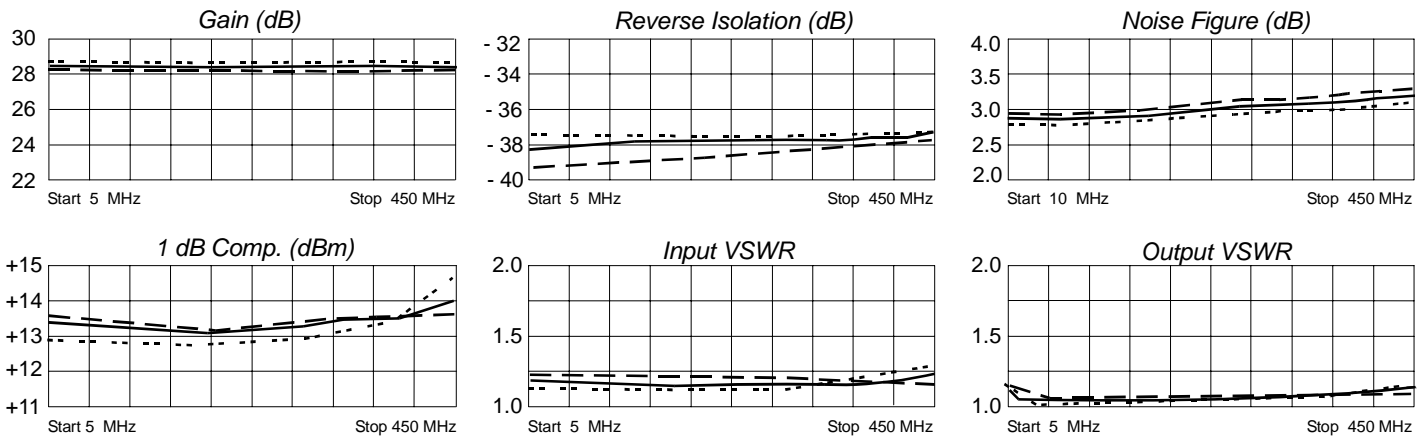 Gain (dB)
30
28
26
24
22
Start 5 MHz
Stop 450 MHz
Reverse Isolation (dB)
- 32
- 34
- 36
- 38
- 40
Start 5 MHz
Stop 450 MHz
Noise Figure (dB)
4.0
3.5
3.0
2.5
2.0
Start 10 MHz
Stop 450 MHz
1 dB Comp. (dBm)
+15
+14
+13
+12
+11
Start 5 MHz
Stop 450 MHz
Input VSWR
2.0
1.5
1.0
Start 5 MHz
Stop 450 MHz
Output VSWR
2.0
1.5
1.0
Start 5 MHz
Stop 450 MHz